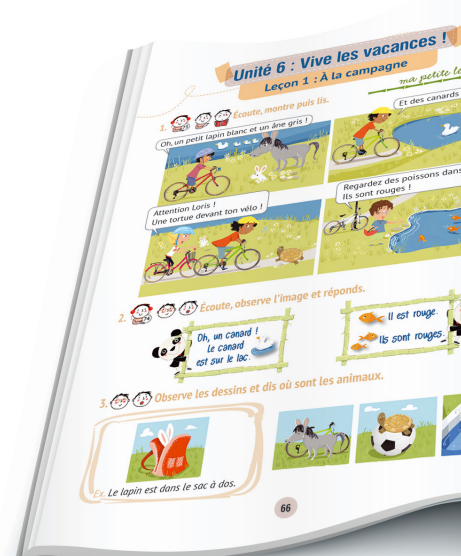 Unité 6 : Vive les vacances !
Leçon 1 : À la campagne
ma petite
1. Écoute, montre puis lis.
Oh, un petit lapin blanc et un âne gris !
Et des canards
Attention Loris !
Une tortue devant ton vélo !
Regardez des poissons dans
Ils sont rouges !
2. Écoute, observe l'image et réponds.
Oh, un canard !
Le canard
est sur le lac.
Il est rouge.
Ils sont rouges.
3. Observe les dessins et dis où sont les animaux.
Ex. Le lapin est dans le sac à dos.
66